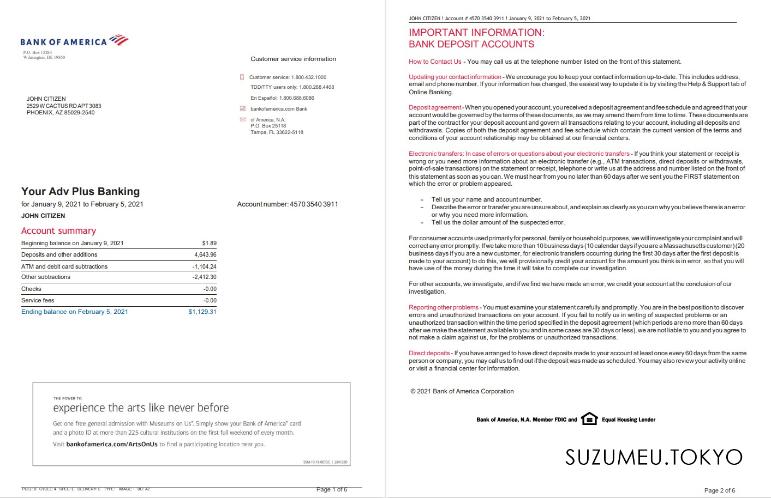 BANK OF AMERICA
P.O. Box 15284
Wilmington, DE 19850
Customer service information
Customer service: 1.800.432.1000
TDD/TTY users only: 1.800.288.4408
En Español: 1.800.688.6086
bankofamerica.com Bank
of America, N.A.
P.O. Box 25118
Tampa, FL 33622-5118
JOHN CITIZEN
2529 W CACTUS RD APT 3083
PHOENIX, AZ 85029-2540
Your Adv Plus Banking
for January 9, 2021 to February 5, 2021
Account number: 4570 3540 3911
JOHN CITIZEN
Account summary
Beginning balance on January 9, 2021 $1.89
Deposits and other additions 4,643.96
ATM and debit card subtractions -1,104.24
Other subtractions -2,412.30
Checks -0.00
Service fees -0.00
Ending balance on February 5, 2021 $1,129.31
THE POWER TO
experience the arts like never before
Get one free general admission with Museums on Us®. Simply show your Bank of America® card
and a photo ID at more than 225 cultural institutions on the first full weekend of every month.
Visit bankofamerica.com/ArtsOnUs to find a participating location near you.
Page 1 of 6
JOHN CITIZEN | Account # 4570 3540 3911 | January 9, 2021 to February 5, 2021
IMPORTANT INFORMATION:
BANK DEPOSIT ACCOUNTS
How to Contact Us - You may call us at the telephone number listed on the front of this statement.
Updating your contact information - We encourage you to keep your contact information up-to-date. This includes address,
email and phone number. If your information has changed, the easiest way to update it is by visiting the Help & Support tab of
Online Banking.
Deposit agreement - When you opened your account, you received a deposit agreement and fee schedule and agreed that your
account would be governed by the terms of these documents, as we may amend them from time to time. These documents are
part of the contract for your deposit account and govern all transactions relating to your account, including all deposits and
withdrawals. Copies of both the deposit agreement and fee schedule which contain the current version of the terms and
conditions of your account relationship may be obtained at our financial centers.
Electronic transfers: In case of errors or questions about your electronic transfers - If you think your statement or receipt is
wrong or you need more information about an electronic transfer (e.g., ATM transactions, direct deposits or withdrawals,
point-of-sale transactions) on the statement or receipt, telephone or write us at the address and number listed on the front of
this statement as soon as you can. We must hear from you no later than 60 days after we sent you the FIRST statement on
which the error or problem appeared.
- Tell us your name and account number.
- Describe the error or transfer you are unsure about, and explain as clearly as you can why you believe there is an error
or why you need more information.
- Tell us the dollar amount of the suspected error.
For consumer accounts used primarily for personal, family or household purposes, we will investigate your complaint and will
correct any error promptly. If we take more than 10 business days (10 calendar days if you are a Massachusetts customer) (20
business days if you are a new customer, for electronic transfers occurring during the first 30 days after the first deposit is
made to your account) to do this, we will provisionally credit your account for the amount you think is in error, so that you will
have use of the money during the time it will take to complete our investigation.
For other accounts, we investigate, and if we find we have made an error, we credit your account at the conclusion of our
investigation.
Reporting other problems - You must examine your statement carefully and promptly. You are in the best position to discover
errors and unauthorized transactions on your account. If you fail to notify us in writing of suspected problems or an
unauthorized transaction within the time period specified in the deposit agreement (which periods are no more than 60 days
after we make the statement available to you and in some cases are 30 days or less), we are not liable to you and you agree to
not make a claim against us, for the problems or unauthorized transactions.
Direct deposits - If you have arranged to have direct deposits made to your account at least once every 60 days from the same
person or company, you may call us to find out if the deposit was made as scheduled. You may also review your activity online
or visit a financial center for information.
© 2021 Bank of America Corporation
Bank of America, N.A. Member FDIC and Equal Housing Lender
SUZUMEU.TOKYO
Page 2 of 6